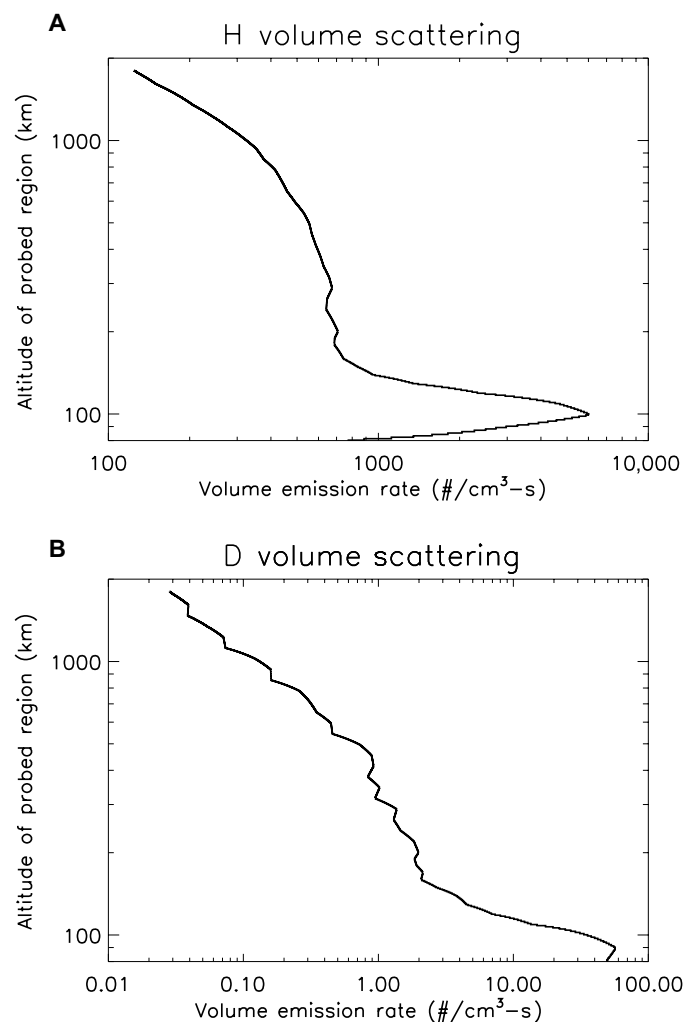 A
H volume scattering
Altitude of probed region (km)
1000
100
100
1000
10,000
Volume emission rate (#/cm³−s)
B
D volume scattering
Altitude of probed region (km)
1000
100
0.01
0.10
1.00
10.00
100.00
Volume emission rate (#/cm³−s)